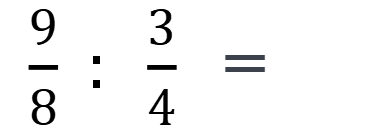 9/8 : 3/4 =